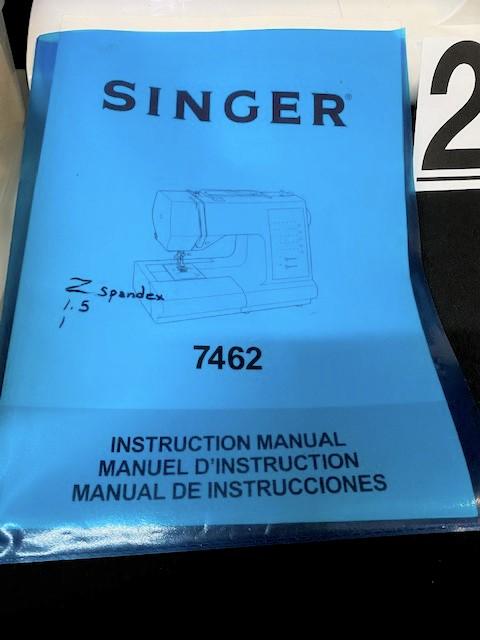 SINGER®
2
Z spandex
1.5
1
7462
INSTRUCTION MANUAL
MANUEL D'INSTRUCTION
MANUAL DE INSTRUCCIONES